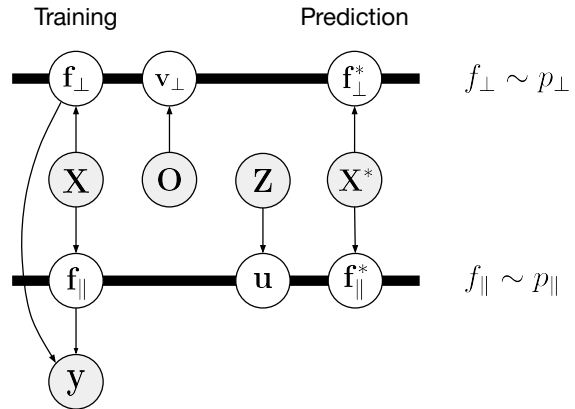 Training Prediction
f⊥ v⊥ f*⊥ f⊥ ∼ p⊥
X O Z X*
f∥ u f*∥ f∥ ∼ p∥
y